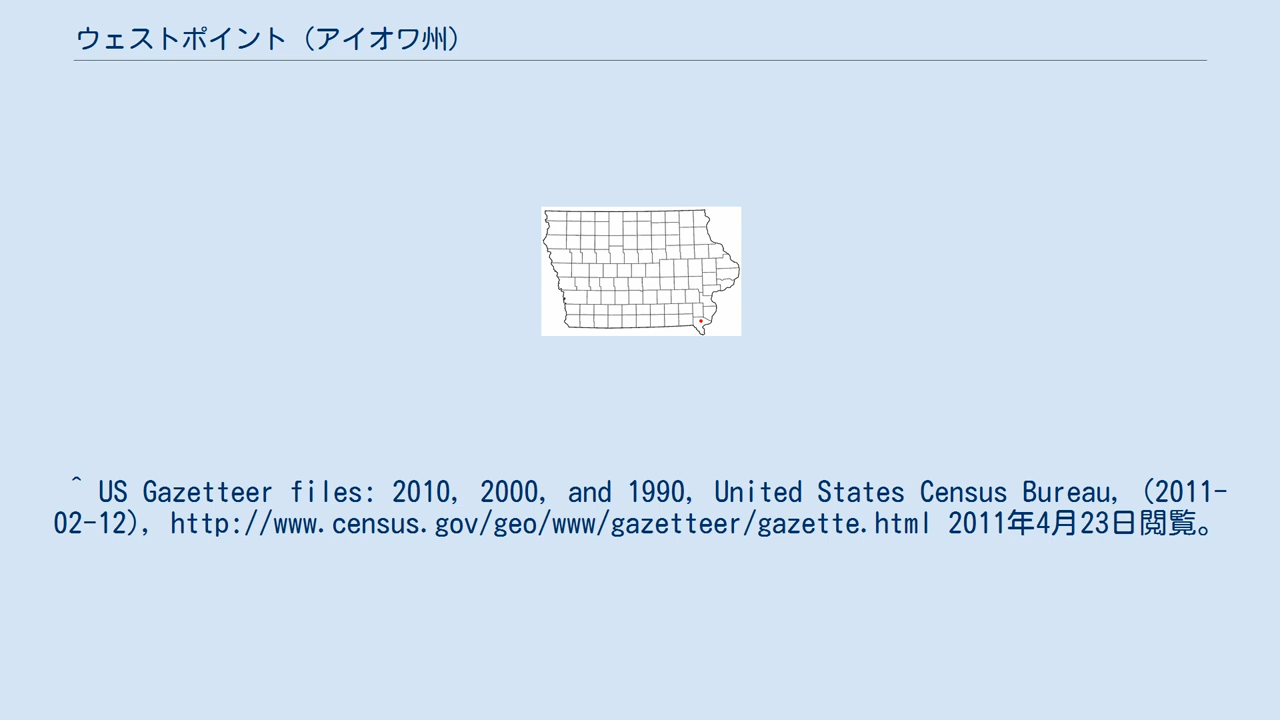 ウェストポイント（アイオワ州）
^ US Gazetteer files: 2010, 2000, and 1990, United States Census Bureau, (2011-
02-12), http://www.census.gov/geo/www/gazetteer/gazette.html 2011年4月23日閲覧。